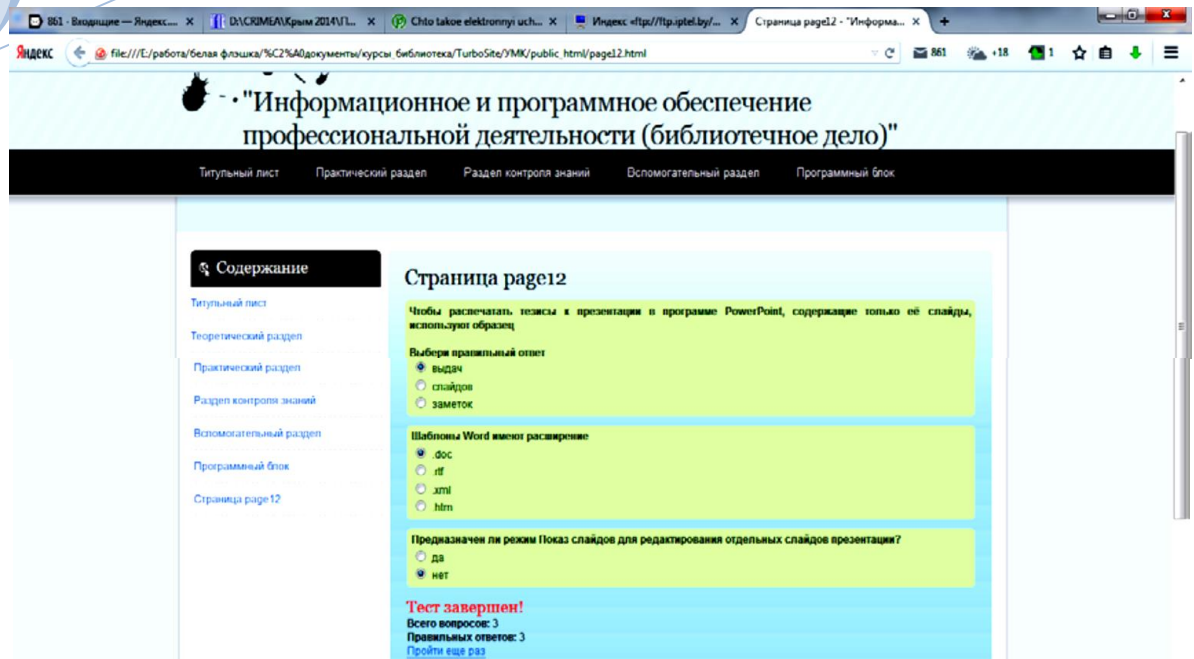 861 · Входящие — Яндекс.... x
D:\CRIMEA\Крым 2014\П... x
Chto takoe elektronnyi uch... x
Индекс «ftp://ftp.iptel.by/... x
Страница page12 - "Информа... x
+
Яндекс
file:///E:/работа/белая флэшка/%C2%A0документы/курсы_библиотека/TurboSite/УМК/public_html/page12.html
861
+18
1
"Информационное и программное обеспечение
профессиональной деятельности (библиотечное дело)"
Титульный лист Практический раздел Раздел контроля знаний Вспомогательный раздел Программный блок
Содержание
Титульный лист
Теоретический раздел
Практический раздел
Раздел контроля знаний
Вспомогательный раздел
Программный блок
Страница page12
Страница page12
Чтобы распечатать тезисы к презентации в программе PowerPoint, содержащие только её слайды,
используют образец
Выбери правильный ответ
выдач
слайдов
заметок
Шаблоны Word имеют расширение
.doc
.rtf
.xml
.htm
Предназначен ли режим Показ слайдов для редактирования отдельных слайдов презентации?
да
нет
Тест завершен!
Всего вопросов: 3
Правильных ответов: 3
Пройти еще раз